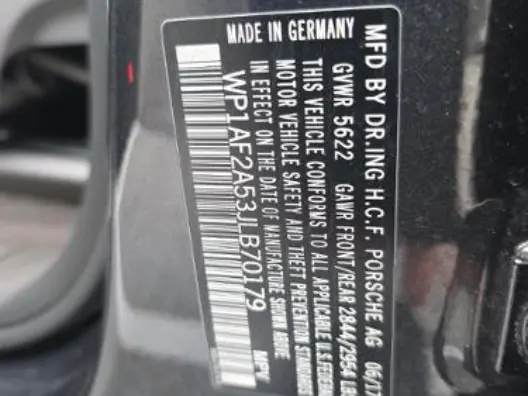 MFD BY DR.ING H.C.F. PORSCHE AG 06/17
GVWR 5622 GAWR FRONT/REAR 2844/2954 LB
THIS VEHICLE CONFORMS TO ALL APPLICABLE U.S.FEDERAL
MOTOR VEHICLE SAFETY AND THEFT PREVENTION STANDARDS
IN EFFECT ON THE DATE OF MANUFACTURE SHOWN ABOVE
WP1AF2A53JLB70179 MPV
MADE IN GERMANY